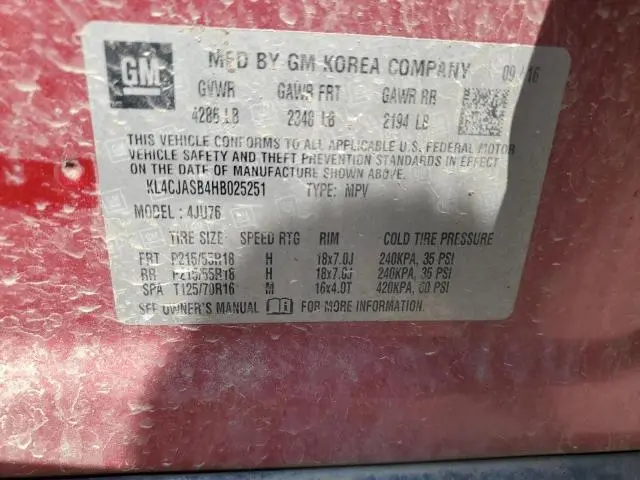 GM
MFD BY GM KOREA COMPANY 09/16
GVWR GAWR FRT GAWR RR
4286 LB 2348 LB 2194 LB
THIS VEHICLE CONFORMS TO ALL APPLICABLE U.S. FEDERAL MOTOR
VEHICLE SAFETY AND THEFT PREVENTION STANDARDS IN EFFECT
ON THE DATE OF MANUFACTURE SHOWN ABOVE.
KL4CJASB4HB025251 TYPE: MPV
MODEL: 4JU76
TIRE SIZE SPEED RTG RIM COLD TIRE PRESSURE
FRT P215/55R18 H 18x7.0J 240KPA, 35 PSI
RR P215/55R18 H 18x7.0J 240KPA, 35 PSI
SPA T125/70R16 M 16x4.0T 420KPA, 60 PSI
SEE OWNER'S MANUAL FOR MORE INFORMATION.